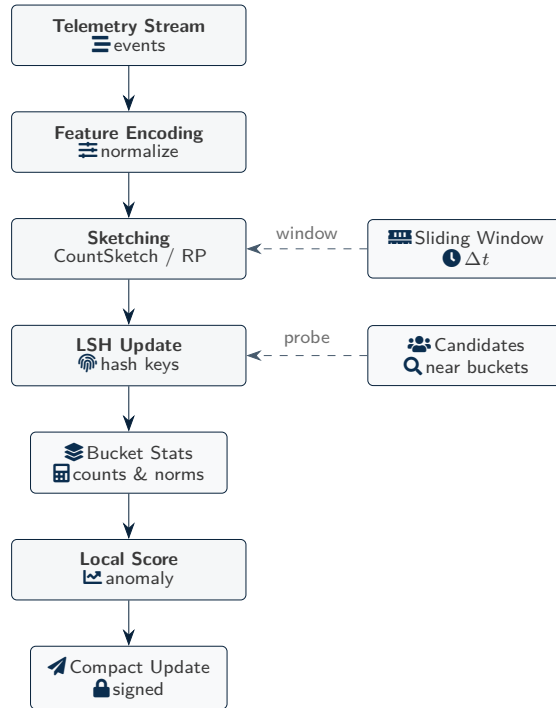 Telemetry Stream
events
Feature Encoding
normalize
Sketching
CountSketch / RP
window
Sliding Window
Δt
LSH Update
hash keys
probe
Candidates
near buckets
Bucket Stats
counts & norms
Local Score
anomaly
Compact Update
signed